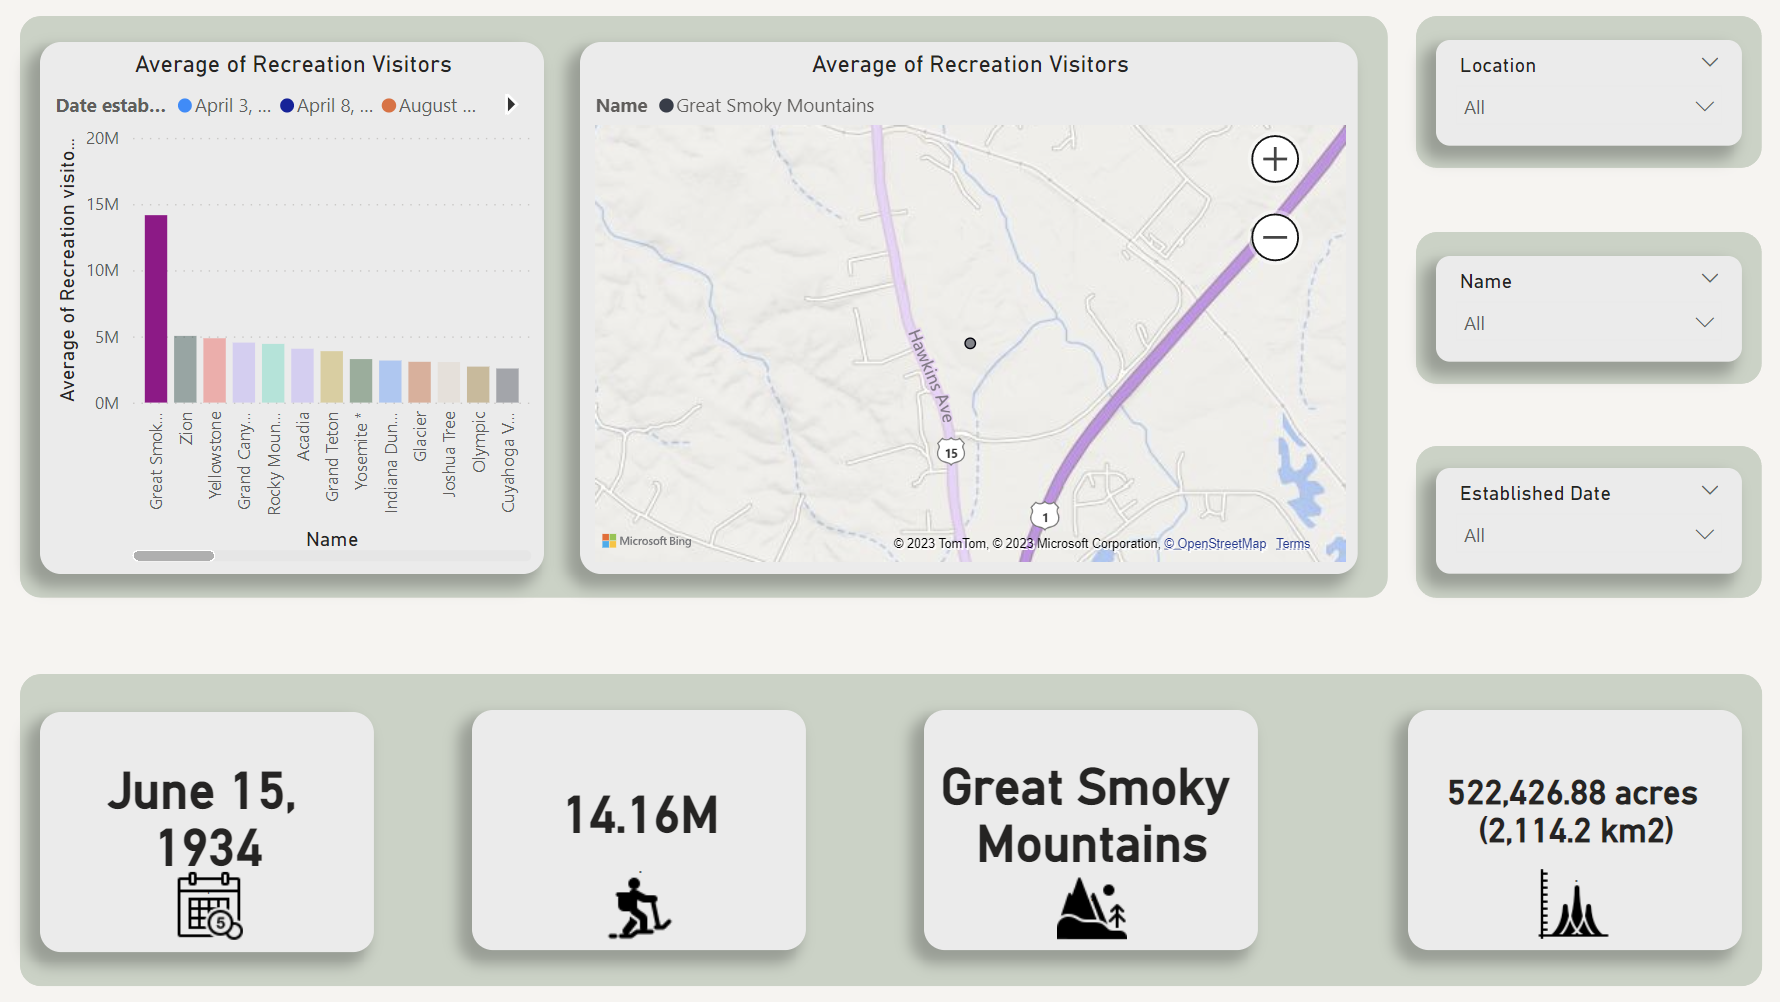 Average of Recreation Visitors
Date estab... April 3, ... April 8, ... August ...
Average of Recreation visito...
20M
15M
10M
5M
0M
Great Smok...
Zion
Yellowstone
Grand Cany...
Rocky Moun...
Acadia
Grand Teton
Yosemite *
Indiana Dun...
Glacier
Joshua Tree
Olympic
Cuyahoga V...
Name
Average of Recreation Visitors
Name Great Smoky Mountains
Hawkins Ave
15
1
Microsoft Bing
© 2023 TomTom, © 2023 Microsoft Corporation, © OpenStreetMap Terms
Location
All
Name
All
Established Date
All
June 15,
1934
5
14.16M
Great Smoky
Mountains
522,426.88 acres
(2,114.2 km2)